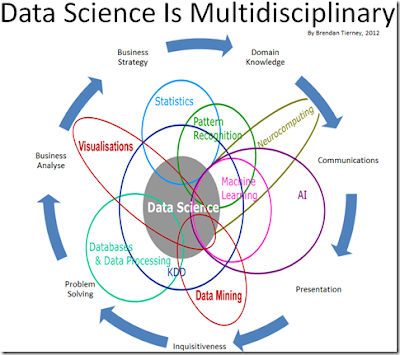 Data Science Is Multidisciplinary
By Brendan Tierney, 2012
Business
Strategy
Domain
Knowledge
Statistics
Pattern
Recognition
Neurocomputing
Visualisations
Business
Analyse
Communications
Machine
Learning
AI
Data Science
Databases
& Data Processing
KDD
Data Mining
Problem
Solving
Presentation
Inquisitiveness